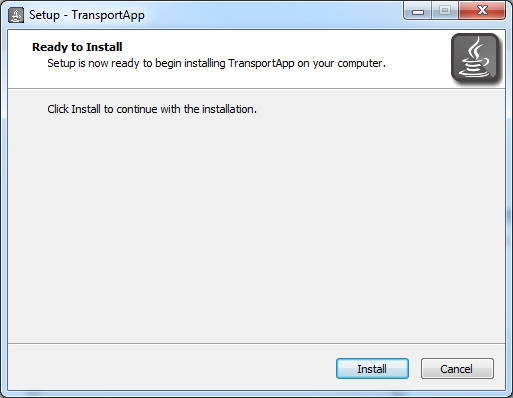 Setup - TransportApp
Ready to Install
Setup is now ready to begin installing TransportApp on your computer.
Click Install to continue with the installation.
Install
Cancel